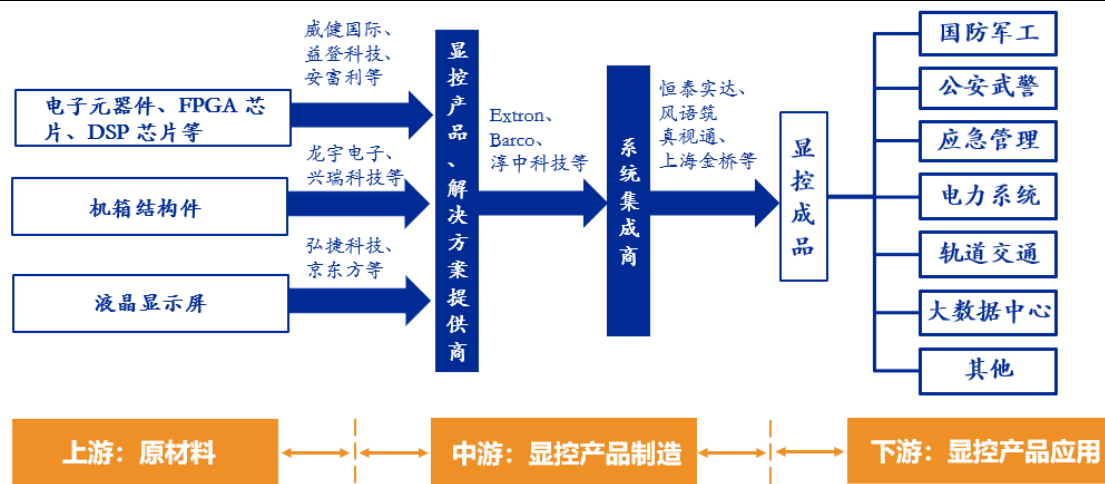 电子元器件、FPGA 芯
片、DSP 芯片等
机箱结构件
液晶显示屏
威健国际、
益登科技、
安富利等
龙宇电子、
兴瑞科技等
弘捷科技、
京东方等
显控产品、解决方案提供商
Extron、
Barco、
淳中科技等
系统集成商
恒泰实达、
风语筑
真视通、
上海金桥等
显控成品
国防军工
公安武警
应急管理
电力系统
轨道交通
大数据中心
其他
上游：原材料
中游：显控产品制造
下游：显控产品应用